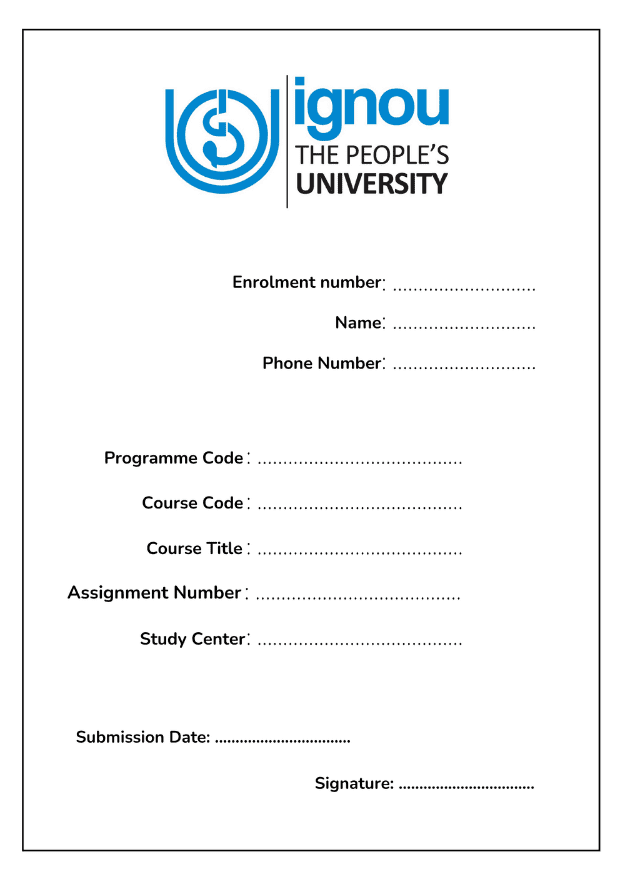 ignou
THE PEOPLE'S
UNIVERSITY
Enrolment number: ............................
Name: ............................
Phone Number: ............................
Programme Code : ........................................
Course Code : ........................................
Course Title : ........................................
Assignment Number : ........................................
Study Center: ........................................
Submission Date: .................................
Signature: .................................